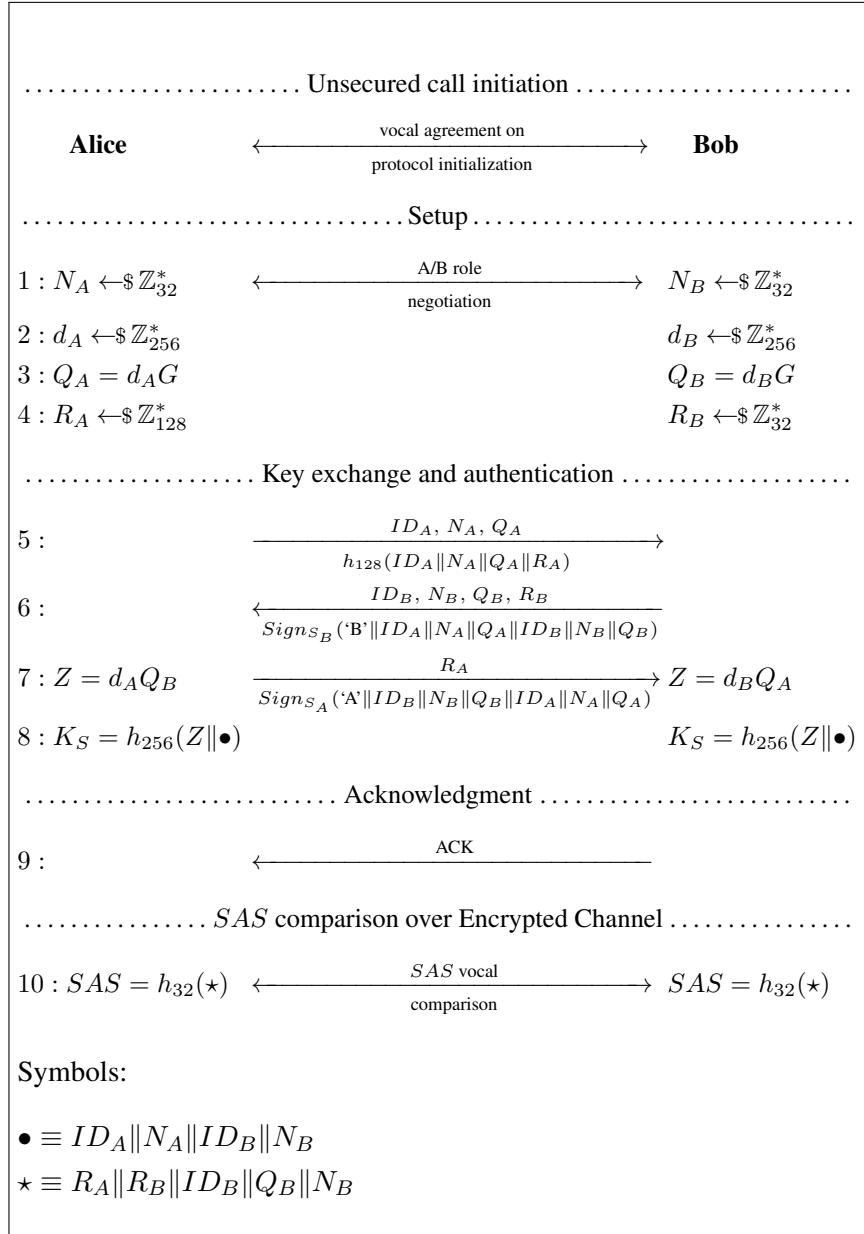 Unsecured call initiation
Alice vocal agreement on protocol initialization Bob
Setup
1 : N_A ←$ ℤ*_32 A/B role negotiation N_B ←$ ℤ*_32
2 : d_A ←$ ℤ*_256 d_B ←$ ℤ*_256
3 : Q_A = d_A G Q_B = d_B G
4 : R_A ←$ ℤ*_128 R_B ←$ ℤ*_32
Key exchange and authentication
5 : ID_A, N_A, Q_A
h_128(ID_A‖N_A‖Q_A‖R_A)
6 : ID_B, N_B, Q_B, R_B
Sign_{S_B}(‘B’‖ID_A‖N_A‖Q_A‖ID_B‖N_B‖Q_B)
7 : Z = d_A Q_B R_A Z = d_B Q_A
Sign_{S_A}(‘A’‖ID_B‖N_B‖Q_B‖ID_A‖N_A‖Q_A)
8 : K_S = h_256(Z‖•) K_S = h_256(Z‖•)
Acknowledgment
9 : ACK
SAS comparison over Encrypted Channel
10 : SAS = h_32(⋆) SAS vocal comparison SAS = h_32(⋆)
Symbols:
• ≡ ID_A‖N_A‖ID_B‖N_B
⋆ ≡ R_A‖R_B‖ID_B‖Q_B‖N_B